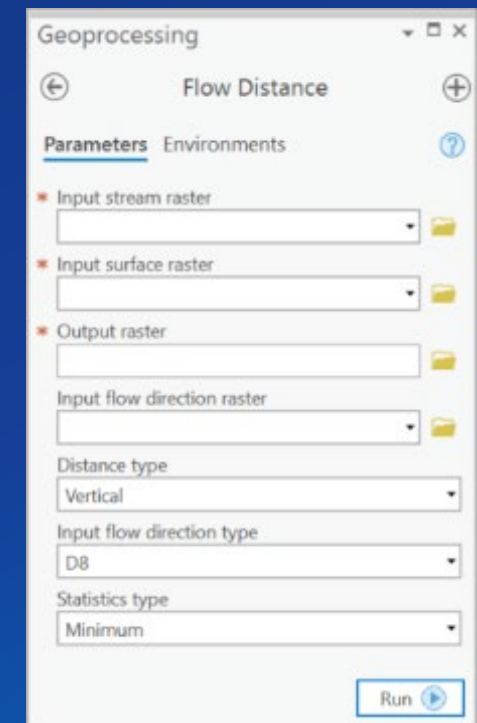 Geoprocessing
Flow Distance
Parameters Environments
* Input stream raster
* Input surface raster
* Output raster
Input flow direction raster
Distance type
Vertical
Input flow direction type
D8
Statistics type
Minimum
Run